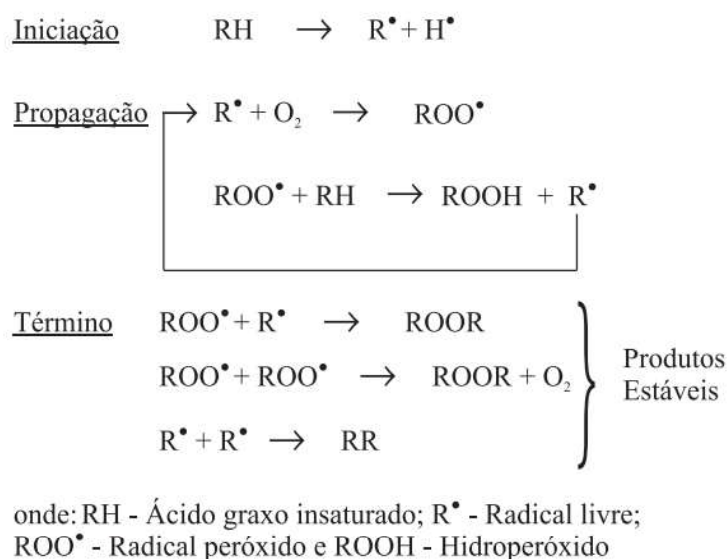 Iniciação RH → R• + H•
Propagação R• + O₂ → ROO•
ROO• + RH → ROOH + R•
Término ROO• + R• → ROOR
ROO• + ROO• → ROOR + O₂
R• + R• → RR
Produtos
Estáveis
onde: RH - Ácido graxo insaturado; R• - Radical livre;
ROO• - Radical peróxido e ROOH - Hidroperóxido